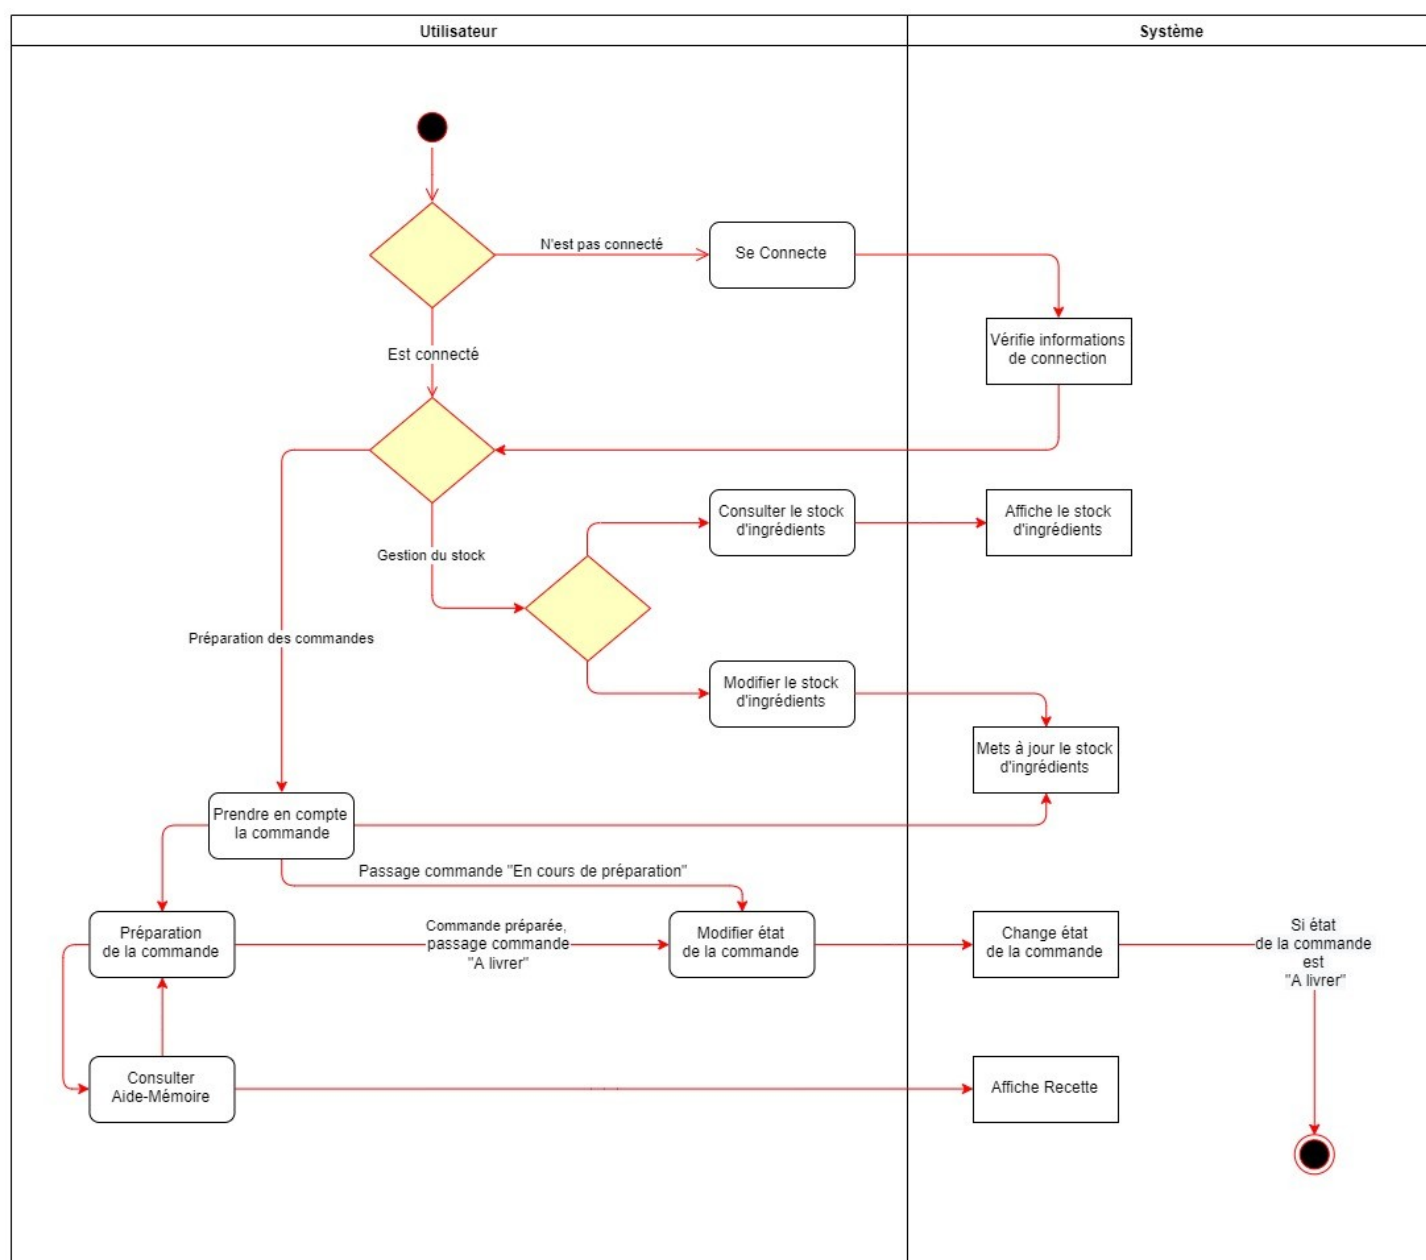 Utilisateur
Système
N'est pas connecté
Se Connecte
Vérifie informations
de connection
Est connecté
Consulter le stock
d'ingrédients
Affiche le stock
d'ingrédients
Gestion du stock
Préparation des commandes
Modifier le stock
d'ingrédients
Mets à jour le stock
d'ingrédients
Prendre en compte
la commande
Passage commande "En cours de préparation"
Préparation
de la commande
Commande préparée,
passage commande
"A livrer"
Modifier état
de la commande
Change état
de la commande
Si état
de la commande
est
"A livrer"
Consulter
Aide-Mémoire
Affiche Recette